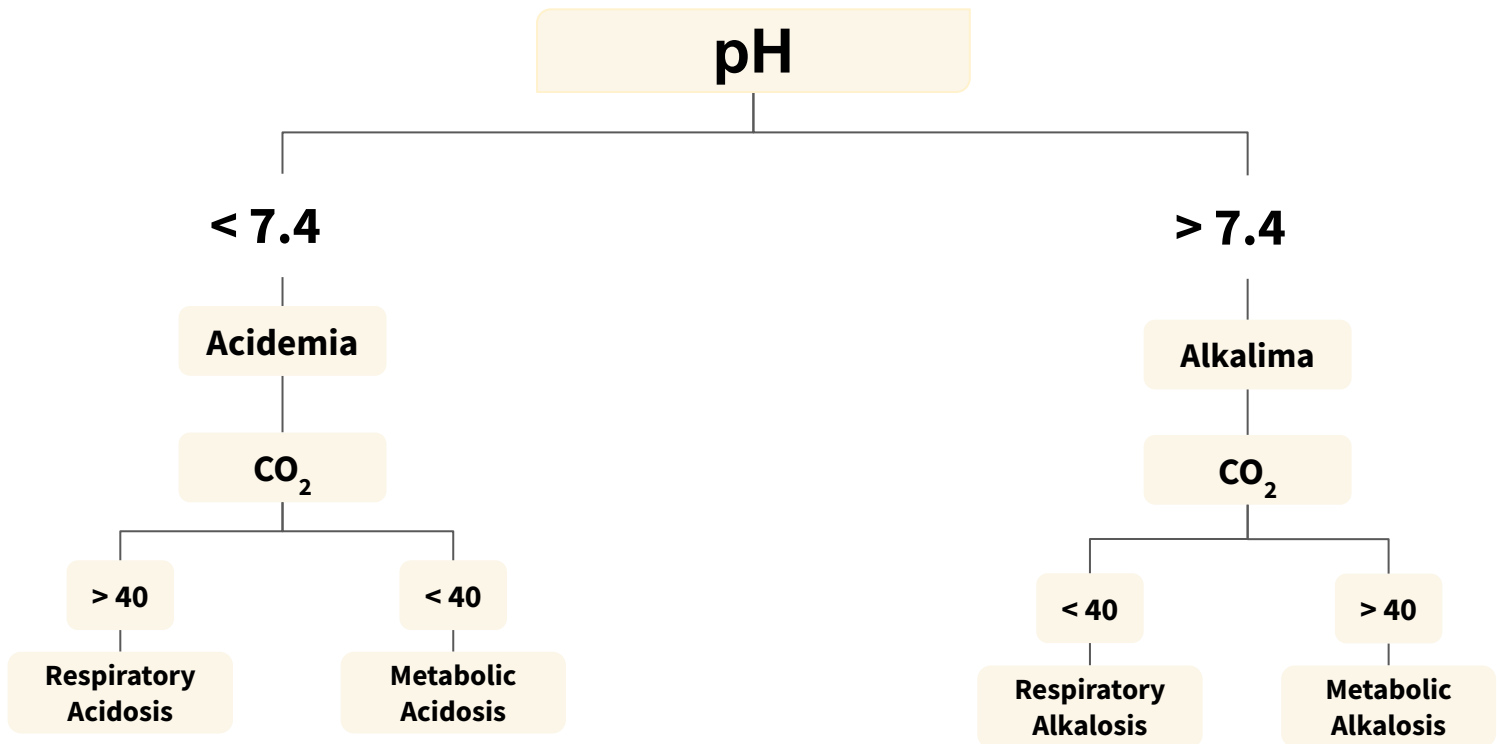 pH
< 7.4
> 7.4
Acidemia
Alkalima
CO₂
CO₂
> 40
< 40
< 40
> 40
Respiratory
Acidosis
Metabolic
Acidosis
Respiratory
Alkalosis
Metabolic
Alkalosis